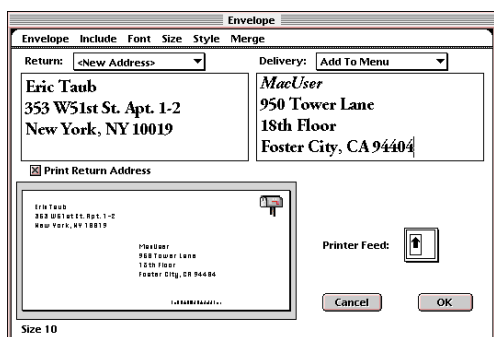 Envelope
Envelope Include Font Size Style Merge
Return: <New Address> Delivery: Add To Menu
Eric Taub
353 W51st St. Apt. 1-2
New York, NY 10019
MacUser
950 Tower Lane
18th Floor
Foster City, CA 94404
Print Return Address
Eric Taub
353 W51st St. Apt. 1-2
New York, NY 10019
MacUser
950 Tower Lane
18th Floor
Foster City, CA 94404
Printer Feed:
Cancel OK
Size 10